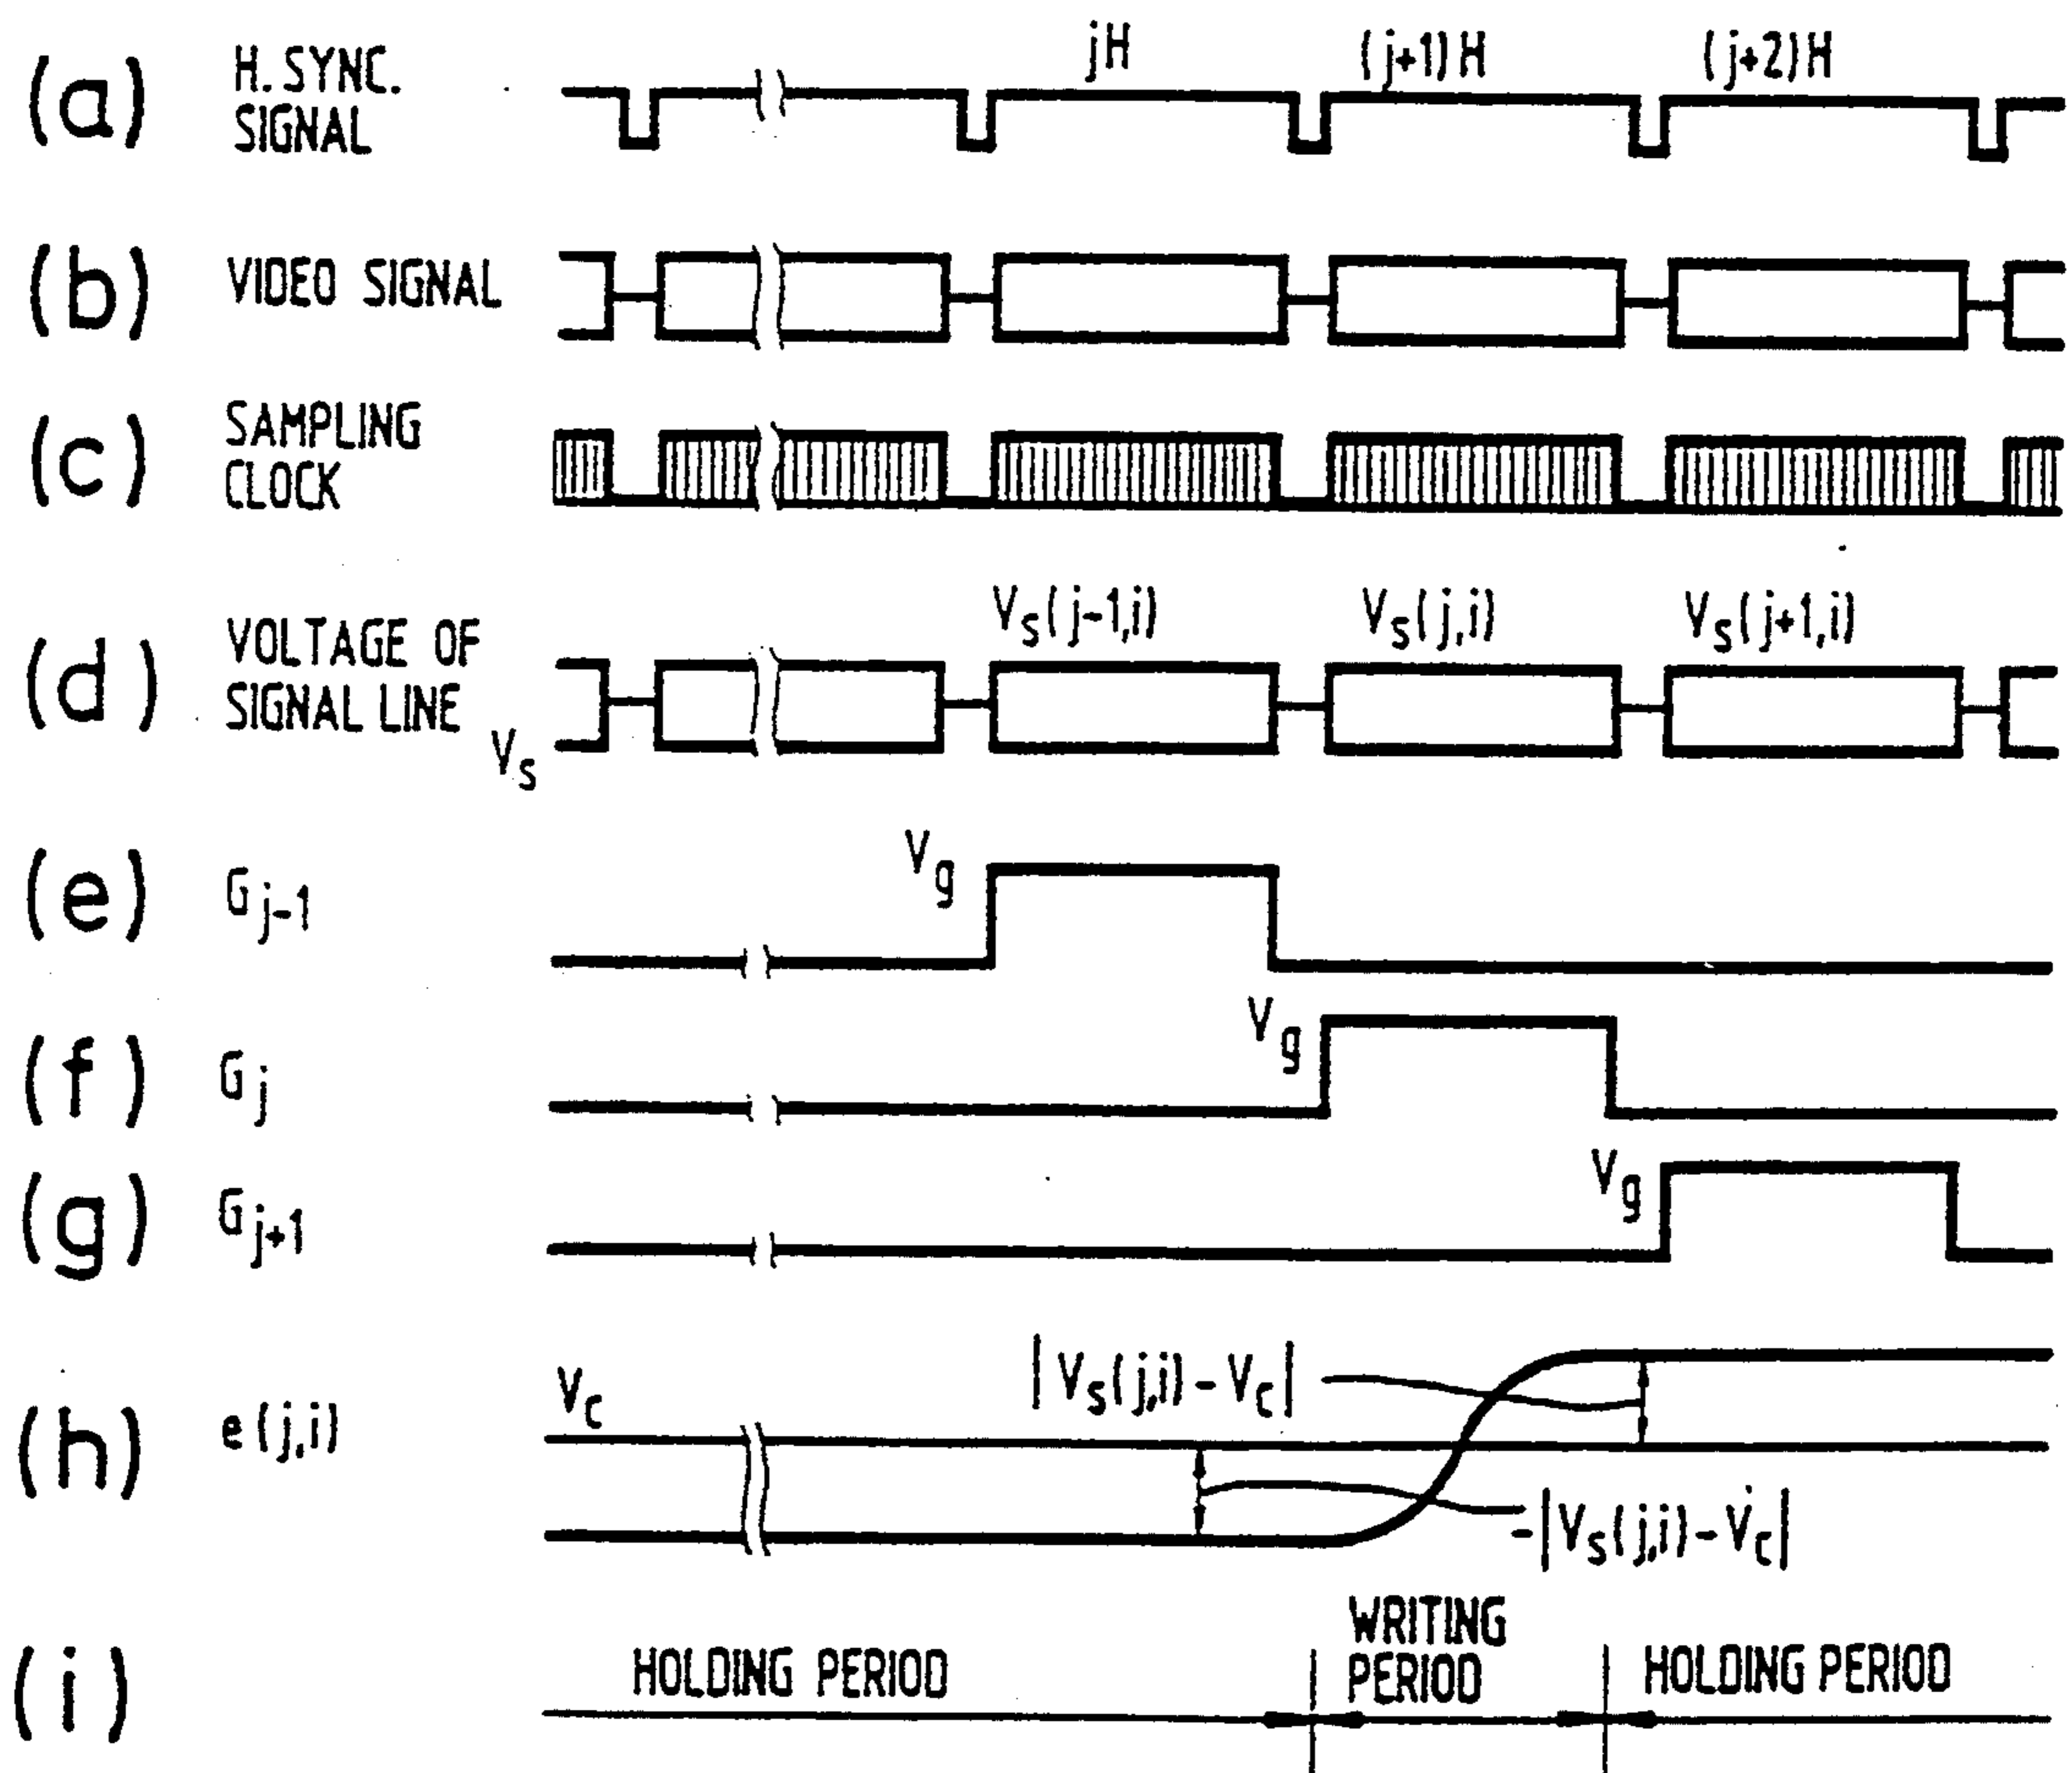 (a) H. SYNC. SIGNAL jH (j+1)H (j+2)H
(b) VIDEO SIGNAL
(c) SAMPLING CLOCK
(d) VOLTAGE OF SIGNAL LINE Vs Vs(j-1,i) Vs(j,i) Vs(j+1,i)
(e) Gj-1 Vg
(f) Gj Vg
(g) Gj+1 Vg
(h) e(j,i) Vc |Vs(j,i) - Vc| -|Vs(j,i) - Vc|
(i) HOLDING PERIOD WRITING PERIOD HOLDING PERIOD